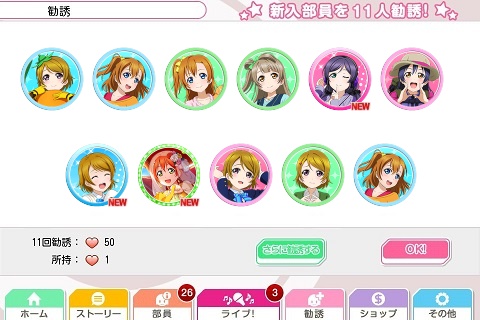 勧誘
新入部員を11人勧誘!
NEW
NEW
NEW
11回勧誘: 50
所持: 1
さらに勧誘する
OK!
26
3
ホーム
ストーリー
部員
ライブ!
勧誘
ショップ
その他